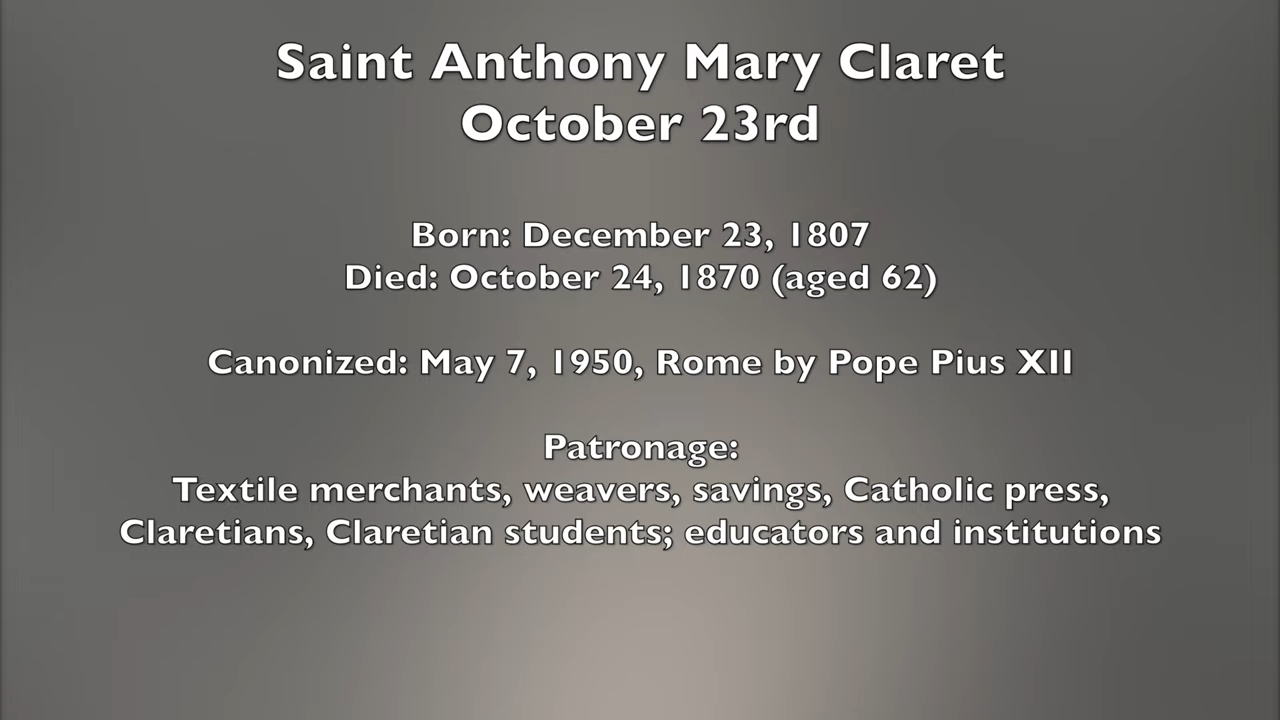 Saint Anthony Mary Claret
October 23rd
Born: December 23, 1807
Died: October 24, 1870 (aged 62)
Canonized: May 7, 1950, Rome by Pope Pius XII
Patronage:
Textile merchants, weavers, savings, Catholic press,
Claretians, Claretian students; educators and institutions